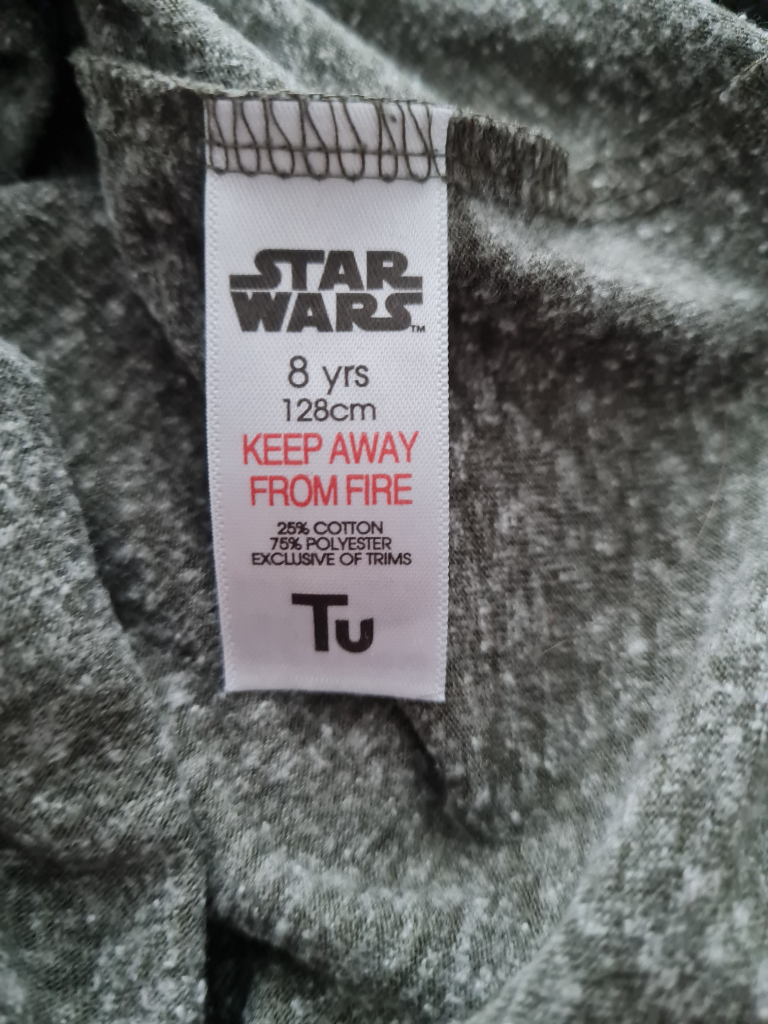 STAR
WARS™
8 yrs
128cm
KEEP AWAY
FROM FIRE
25% COTTON
75% POLYESTER
EXCLUSIVE OF TRIMS
Tu